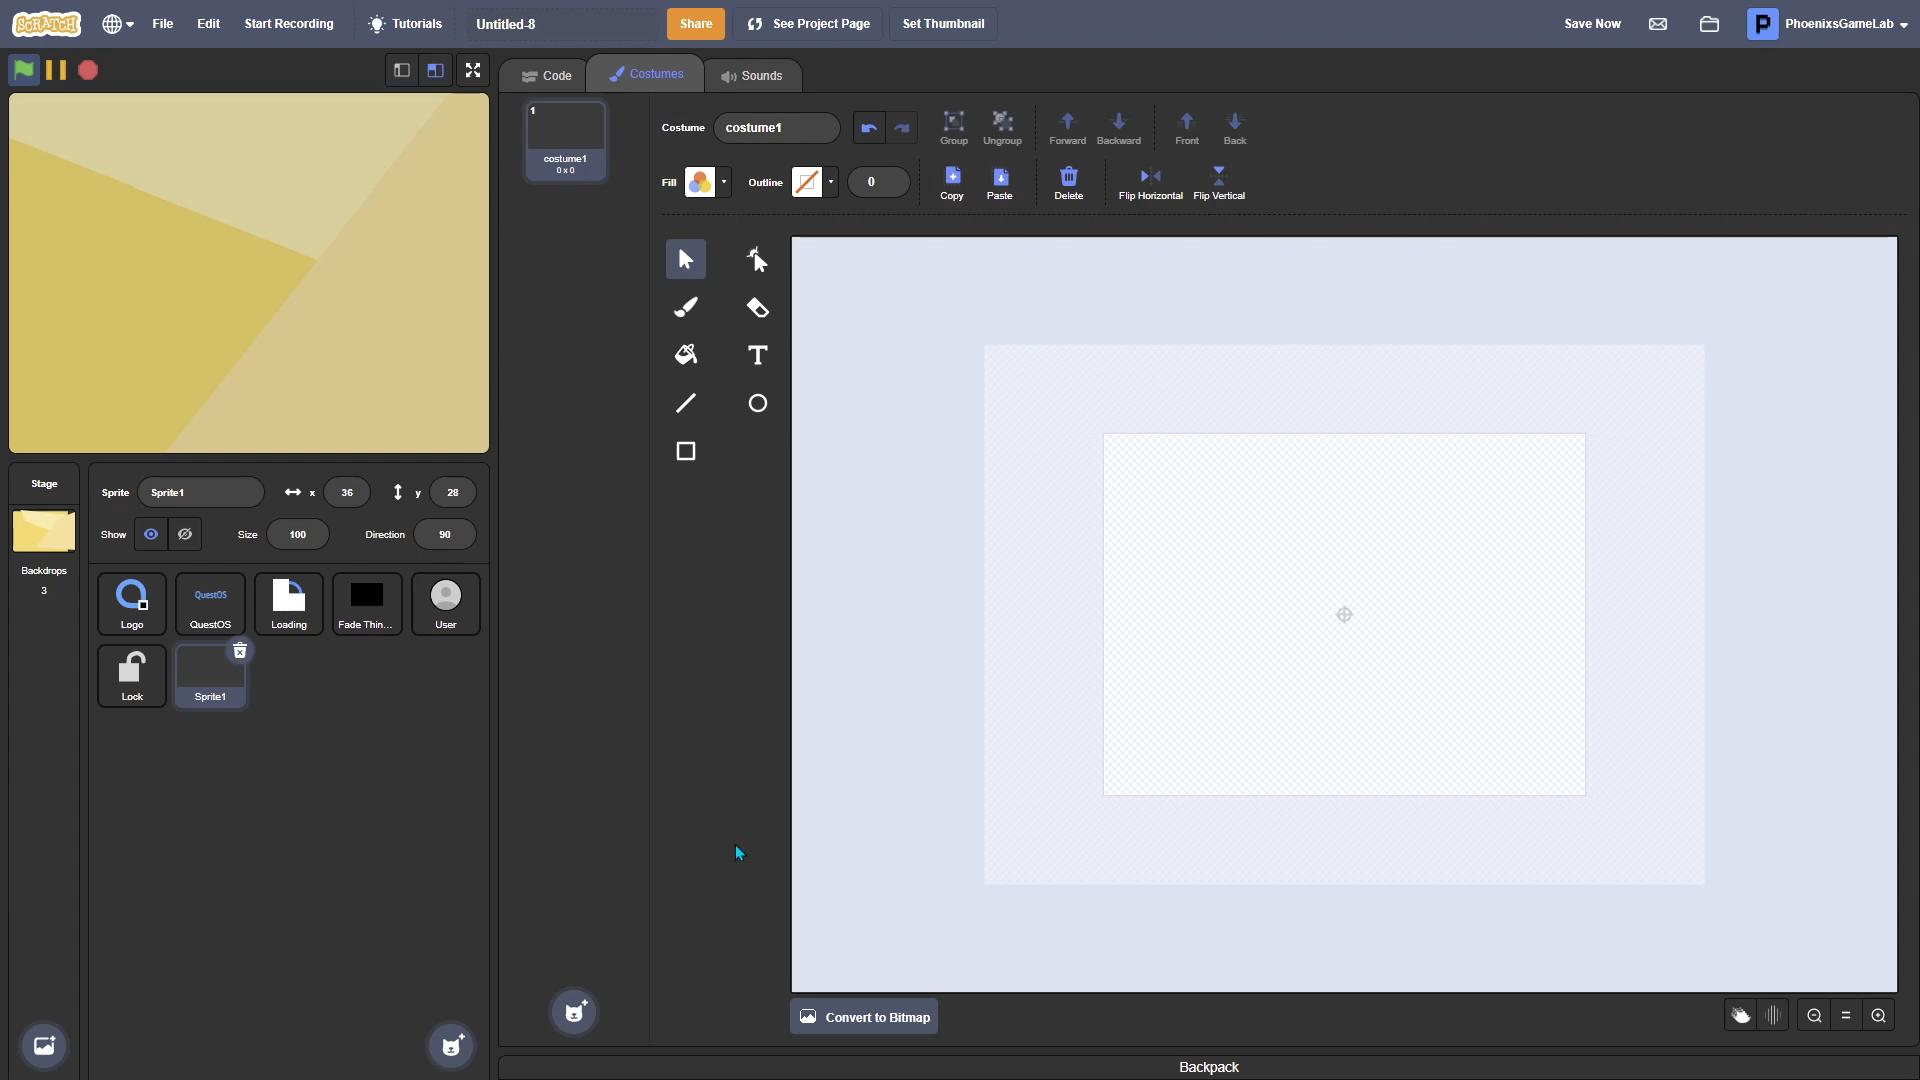 SCRATCH File Edit Start Recording Tutorials Untitled-8 Share See Project Page Set Thumbnail Save Now P PhoenixsGameLab
Code Costumes Sounds
1
costume1
0 x 0
Costume costume1 Group Ungroup Forward Backward Front Back
Fill Outline 0 Copy Paste Delete Flip Horizontal Flip Vertical
T
Stage
Backdrops
3
Sprite Sprite1 x 36 y 28
Show Size 100 Direction 90
Logo
QuestOS
QuestOS
Loading
Fade Thin...
User
Lock
Sprite1
Convert to Bitmap
Backpack